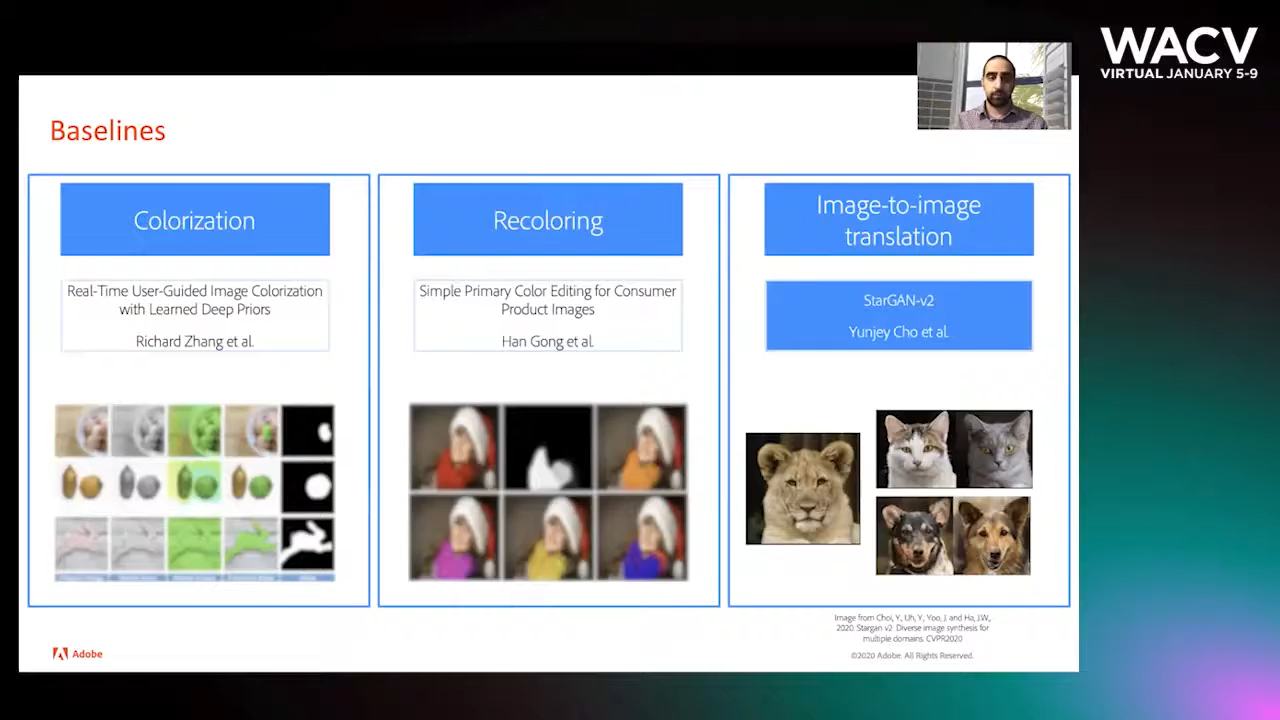 WACV
VIRTUAL JANUARY 5-9
Baselines
Colorization
Real-Time User-Guided Image Colorization
with Learned Deep Priors
Richard Zhang et al.
Recoloring
Simple Primary Color Editing for Consumer
Product Images
Han Gong et al.
Image-to-image
translation
StarGAN-v2
Yunjey Cho et al.
Image from Choi, Y., Uh, Y., Yoo, J. and Ha, J.W.,
2020. Stargan v2: Diverse image synthesis for
multiple domains. CVPR2020
Adobe
©2020 Adobe. All Rights Reserved.